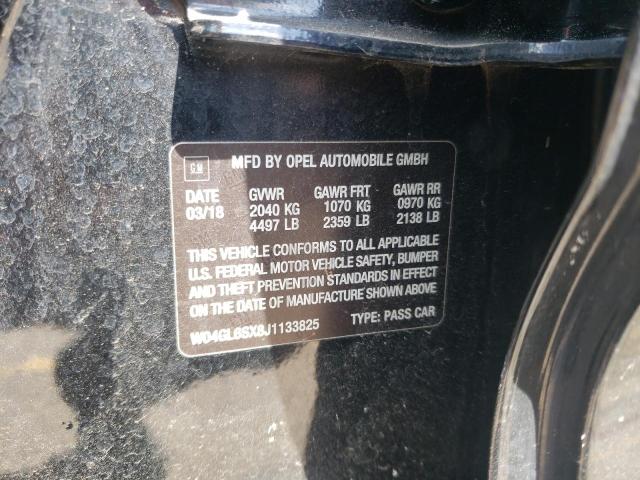 GM MFD BY OPEL AUTOMOBILE GMBH
DATE GVWR GAWR FRT GAWR RR
03/18 2040 KG 1070 KG 0970 KG
4497 LB 2359 LB 2138 LB
THIS VEHICLE CONFORMS TO ALL APPLICABLE
U.S. FEDERAL MOTOR VEHICLE SAFETY, BUMPER
AND THEFT PREVENTION STANDARDS IN EFFECT
ON THE DATE OF MANUFACTURE SHOWN ABOVE
W04GL6SX8J1133825 TYPE: PASS CAR